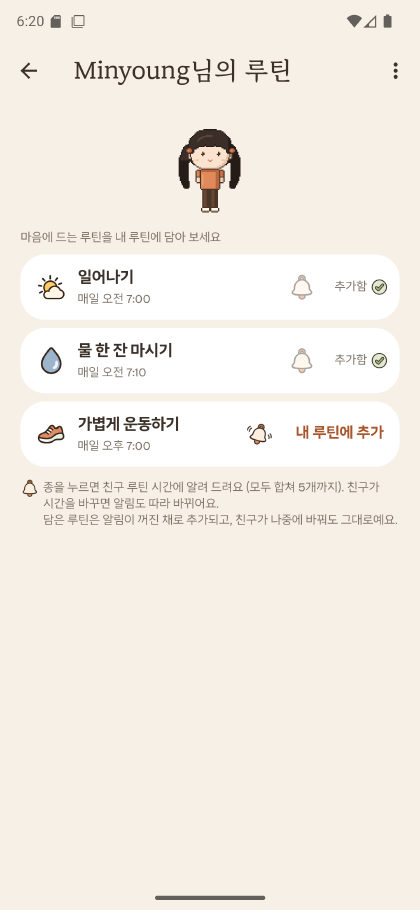 6:20
Minyoung님의 루틴
마음에 드는 루틴을 내 루틴에 담아 보세요
일어나기
매일 오전 7:00
추가함
물 한 잔 마시기
매일 오전 7:10
추가함
가볍게 운동하기
매일 오후 7:00
내 루틴에 추가
종을 누르면 친구 루틴 시간에 알려 드려요 (모두 합쳐 5개까지). 친구가
시간을 바꾸면 알림도 따라 바뀌어요.
담은 루틴은 알림이 꺼진 채로 추가되고, 친구가 나중에 바꿔도 그대로예요.